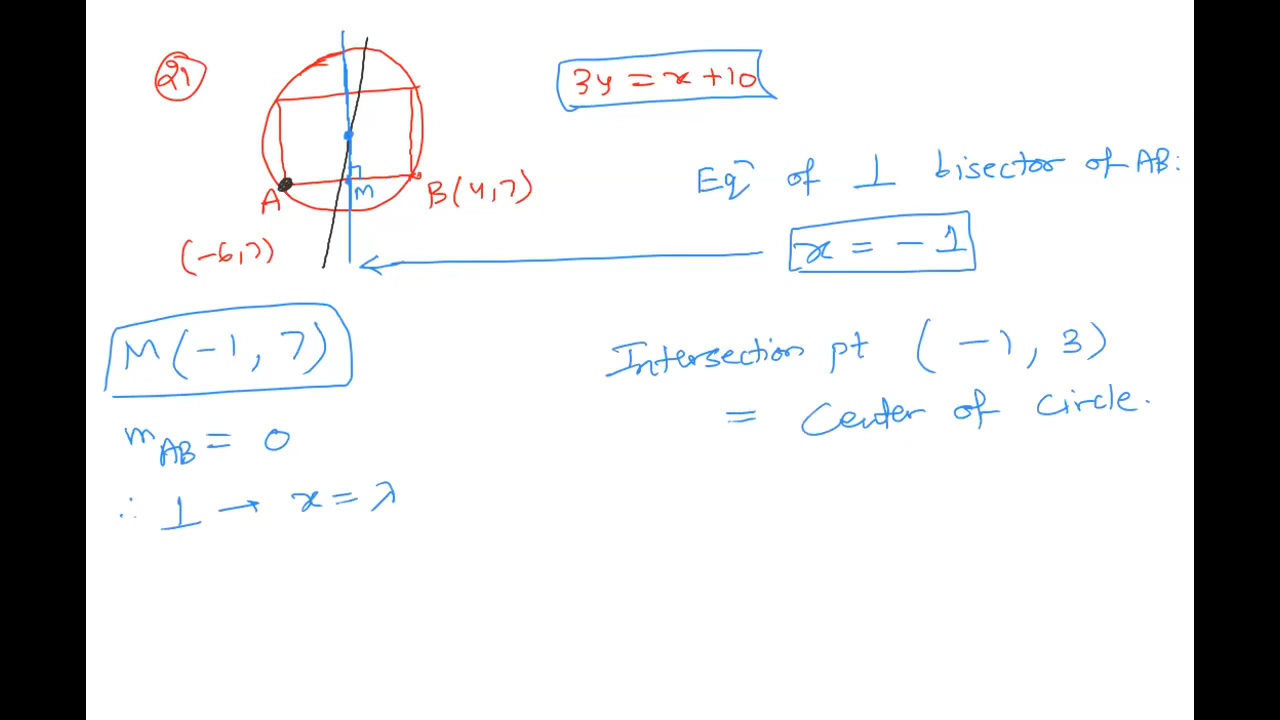 21
3y = x + 10
Eqⁿ of ⊥ bisector of AB:
A
M
B(4,7)
(-6,7)
x = -1
M(-1, 7)
Intersection pt (-1, 3)
= Center of circle.
m_AB = 0
∴ ⊥ → x = λ